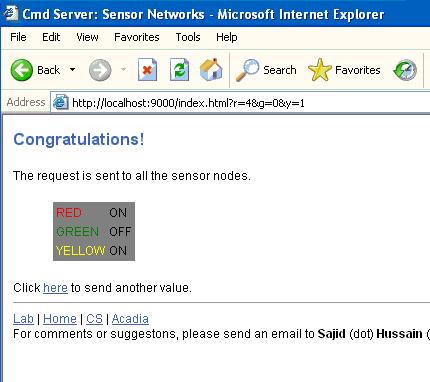 Cmd Server: Sensor Networks - Microsoft Internet Explorer
File Edit View Favorites Tools Help
Back Search Favorites
Address http://localhost:9000/index.html?r=4&g=0&y=1
Congratulations!
The request is sent to all the sensor nodes.
RED ON
GREEN OFF
YELLOW ON
Click here to send another value.
Lab | Home | CS | Acadia
For comments or suggestons, please send an email to Sajid (dot) Hussain (